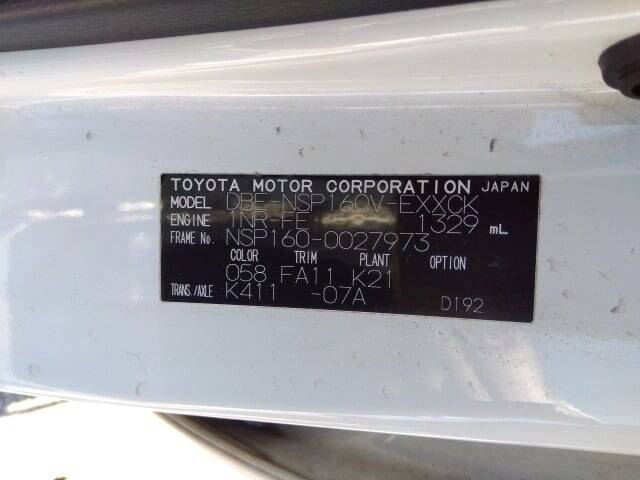 TOYOTA MOTOR CORPORATION JAPAN
MODEL DBE-NSP160V-EXXCK
ENGINE 1NR-FE 1329 mL
FRAME No. NSP160-0027973
COLOR TRIM PLANT OPTION
058 FA11 K21
TRANS./AXLE K411 -07A D192